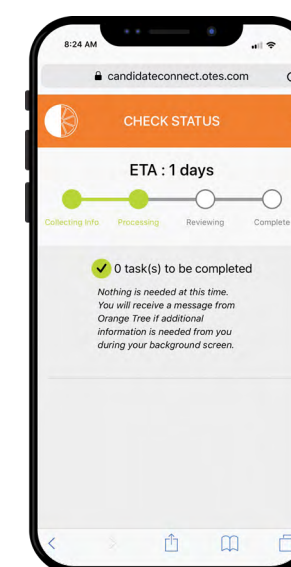 8:24 AM
candidateconnect.otes.com
CHECK STATUS
ETA : 1 days
Collecting Info Processing Reviewing Complete
0 task(s) to be completed
Nothing is needed at this time.
You will receive a message from
Orange Tree if additional
information is needed from you
during your background screen.